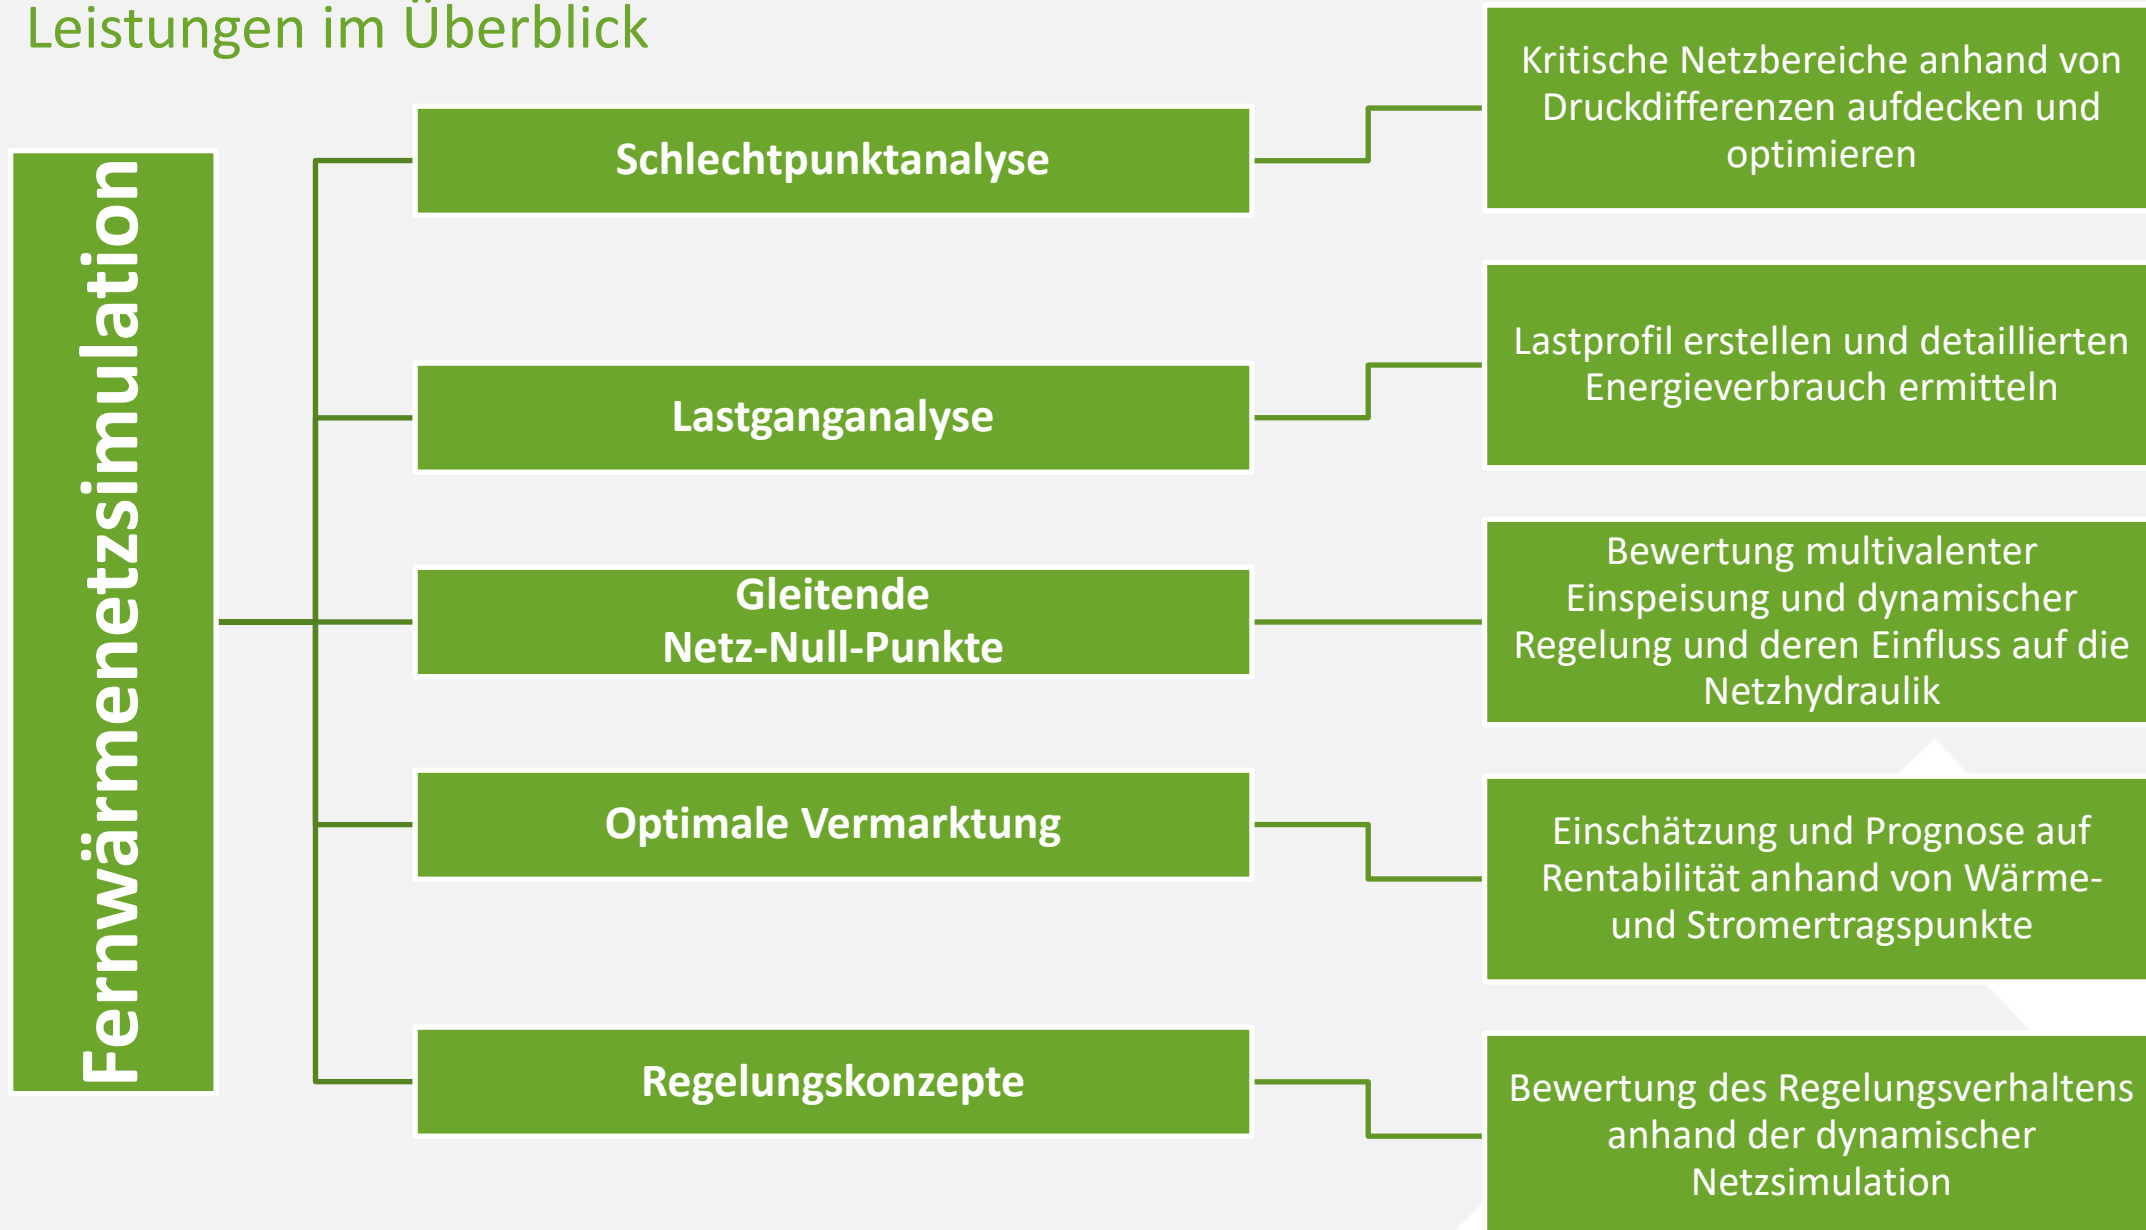 Leistungen im Überblick
Fernwärmenetzsimulation
Schlechtpunktanalyse
Kritische Netzbereiche anhand von
Druckdifferenzen aufdecken und
optimieren
Lastganganalyse
Lastprofil erstellen und detaillierten
Energieverbrauch ermitteln
Gleitende
Netz-Null-Punkte
Bewertung multivalenter
Einspeisung und dynamischer
Regelung und deren Einfluss auf die
Netzhydraulik
Optimale Vermarktung
Einschätzung und Prognose auf
Rentabilität anhand von Wärme-
und Stromertragspunkte
Regelungskonzepte
Bewertung des Regelungsverhaltens
anhand der dynamischer
Netzsimulation